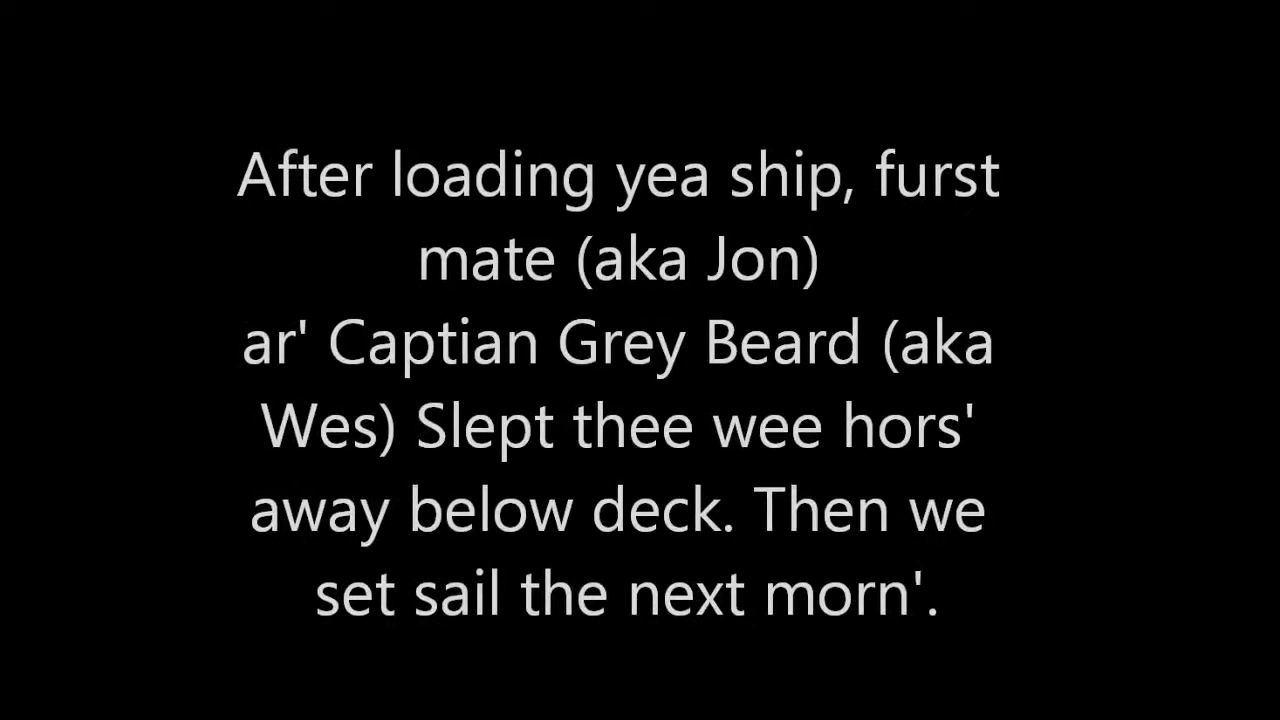 After loading yea ship, furst
mate (aka Jon)
ar' Captian Grey Beard (aka
Wes) Slept thee wee hors'
away below deck. Then we
set sail the next morn'.